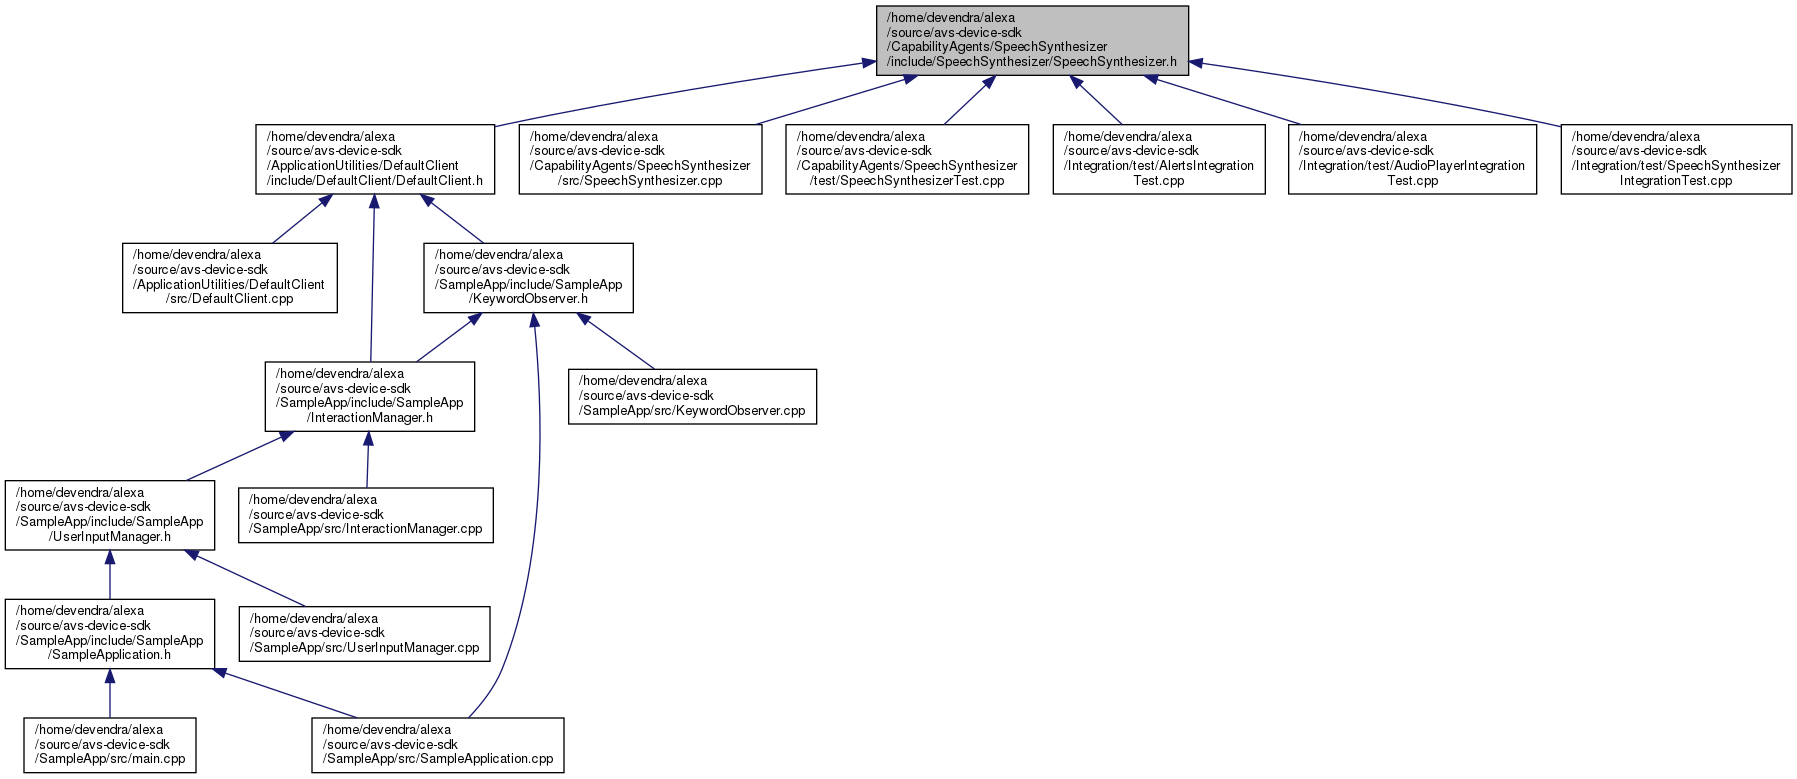 /home/devendra/alexa
/source/avs-device-sdk
/CapabilityAgents/SpeechSynthesizer
/include/SpeechSynthesizer/SpeechSynthesizer.h
/home/devendra/alexa
/source/avs-device-sdk
/ApplicationUtilities/DefaultClient
/include/DefaultClient/DefaultClient.h
/home/devendra/alexa
/source/avs-device-sdk
/CapabilityAgents/SpeechSynthesizer
/src/SpeechSynthesizer.cpp
/home/devendra/alexa
/source/avs-device-sdk
/CapabilityAgents/SpeechSynthesizer
/test/SpeechSynthesizerTest.cpp
/home/devendra/alexa
/source/avs-device-sdk
/Integration/test/AlertsIntegration
Test.cpp
/home/devendra/alexa
/source/avs-device-sdk
/Integration/test/AudioPlayerIntegration
Test.cpp
/home/devendra/alexa
/source/avs-device-sdk
/Integration/test/SpeechSynthesizer
IntegrationTest.cpp
/home/devendra/alexa
/source/avs-device-sdk
/ApplicationUtilities/DefaultClient
/src/DefaultClient.cpp
/home/devendra/alexa
/source/avs-device-sdk
/SampleApp/include/SampleApp
/KeywordObserver.h
/home/devendra/alexa
/source/avs-device-sdk
/SampleApp/include/SampleApp
/InteractionManager.h
/home/devendra/alexa
/source/avs-device-sdk
/SampleApp/src/KeywordObserver.cpp
/home/devendra/alexa
/source/avs-device-sdk
/SampleApp/include/SampleApp
/UserInputManager.h
/home/devendra/alexa
/source/avs-device-sdk
/SampleApp/src/InteractionManager.cpp
/home/devendra/alexa
/source/avs-device-sdk
/SampleApp/include/SampleApp
/SampleApplication.h
/home/devendra/alexa
/source/avs-device-sdk
/SampleApp/src/UserInputManager.cpp
/home/devendra/alexa
/source/avs-device-sdk
/SampleApp/src/main.cpp
/home/devendra/alexa
/source/avs-device-sdk
/SampleApp/src/SampleApplication.cpp